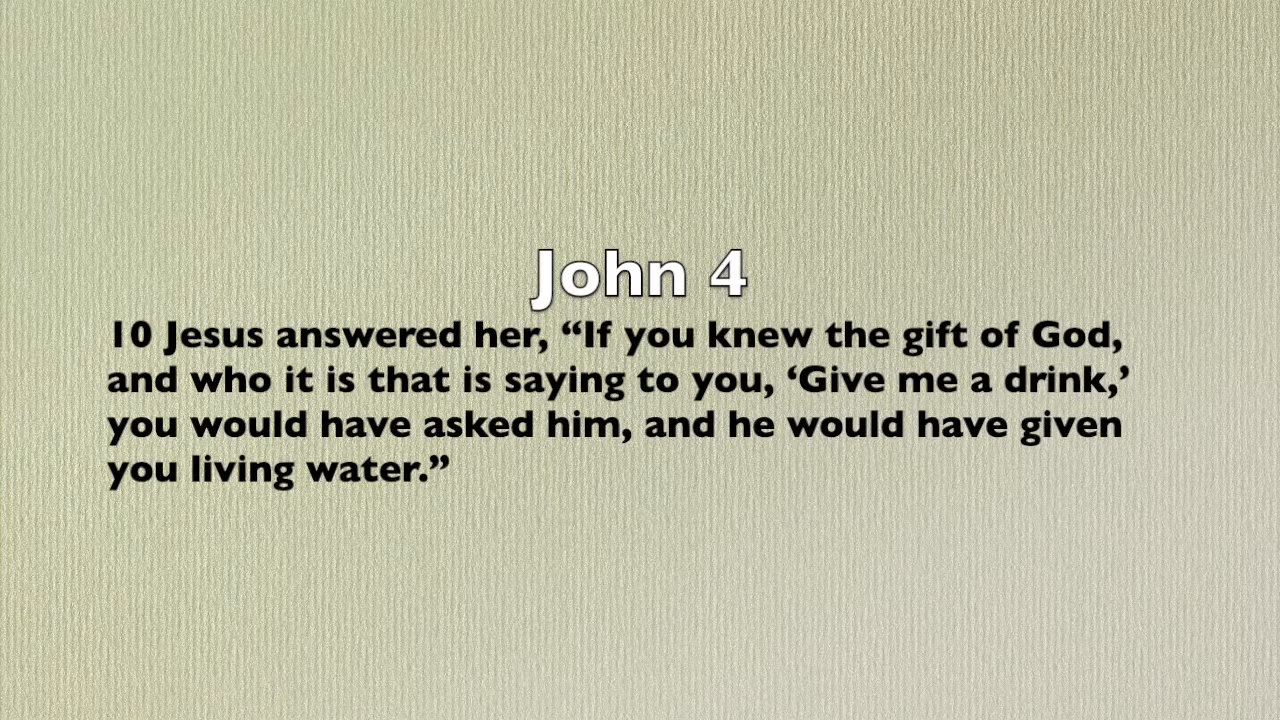 John 4
10 Jesus answered her, “If you knew the gift of God,
and who it is that is saying to you, ‘Give me a drink,’
you would have asked him, and he would have given
you living water.”